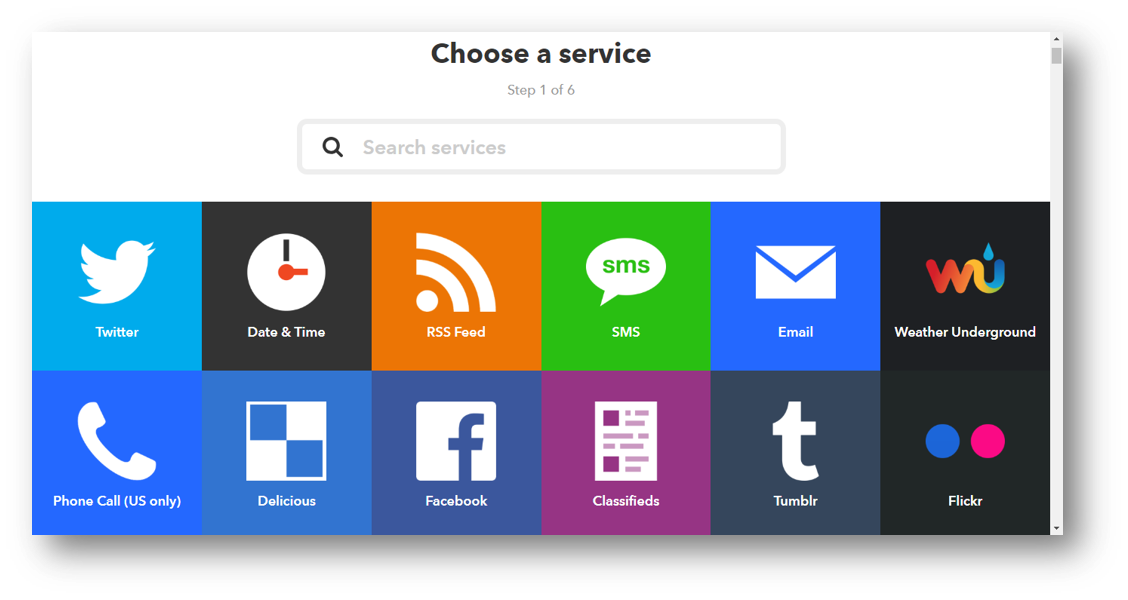 Choose a service
Step 1 of 6
Search services
sms
Twitter
Date & Time
RSS Feed
SMS
Email
Weather Underground
Phone Call (US only)
Delicious
Facebook
Classifieds
Tumblr
Flickr